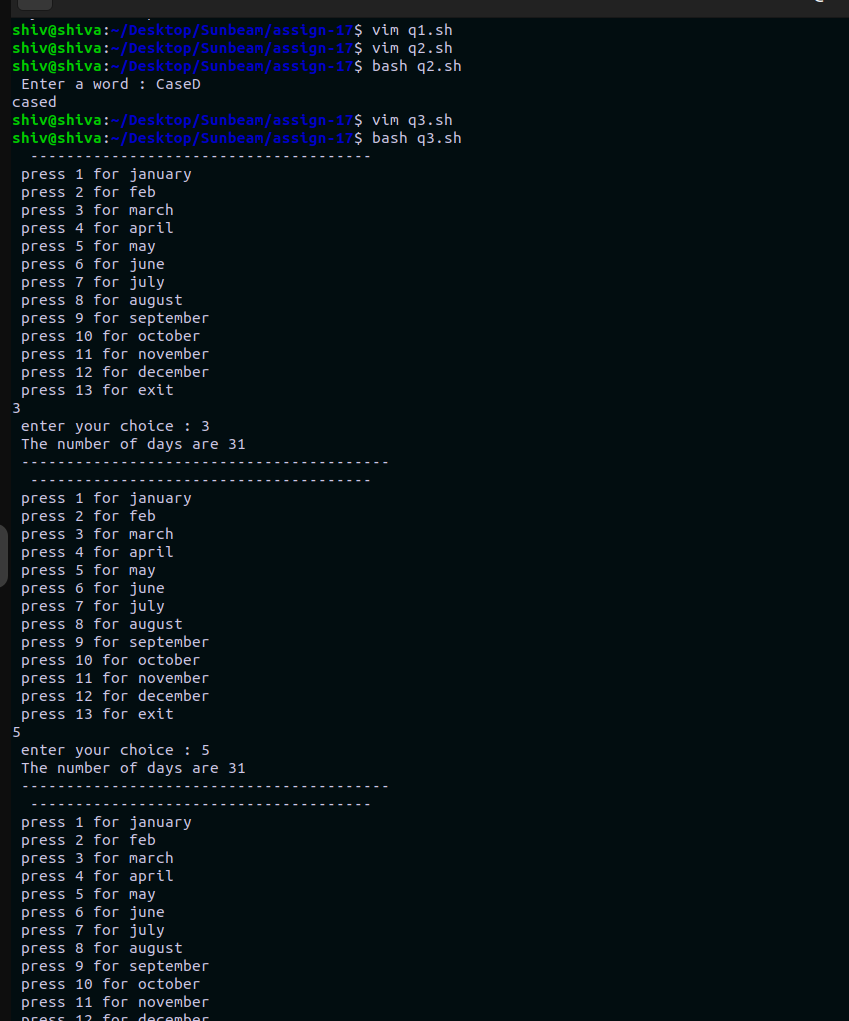 shiv@shiva:~/Desktop/Sunbeam/assign-17$ vim q1.sh
shiv@shiva:~/Desktop/Sunbeam/assign-17$ vim q2.sh
shiv@shiva:~/Desktop/Sunbeam/assign-17$ bash q2.sh
 Enter a word : CaseD
cased
shiv@shiva:~/Desktop/Sunbeam/assign-17$ vim q3.sh
shiv@shiva:~/Desktop/Sunbeam/assign-17$ bash q3.sh
  --------------------------------------
 press 1 for january
 press 2 for feb
 press 3 for march
 press 4 for april
 press 5 for may
 press 6 for june
 press 7 for july
 press 8 for august
 press 9 for september
 press 10 for october
 press 11 for november
 press 12 for december
 press 13 for exit
3
 enter your choice : 3
 The number of days are 31
 -----------------------------------------
  --------------------------------------
 press 1 for january
 press 2 for feb
 press 3 for march
 press 4 for april
 press 5 for may
 press 6 for june
 press 7 for july
 press 8 for august
 press 9 for september
 press 10 for october
 press 11 for november
 press 12 for december
 press 13 for exit
5
 enter your choice : 5
 The number of days are 31
 -----------------------------------------
  --------------------------------------
 press 1 for january
 press 2 for feb
 press 3 for march
 press 4 for april
 press 5 for may
 press 6 for june
 press 7 for july
 press 8 for august
 press 9 for september
 press 10 for october
 press 11 for november
 press 12 for december